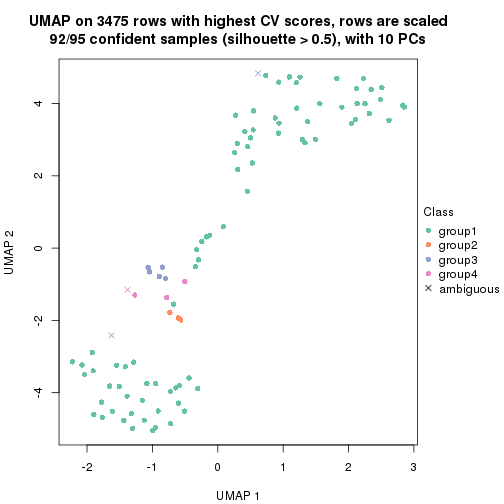 UMAP on 3475 rows with highest CV scores, rows are scaled
92/95 confident samples (silhouette > 0.5), with 10 PCs
4
2
0
-2
-4
UMAP 2
-2
-1
0
1
2
3
UMAP 1
Class
group1
group2
group3
group4
ambiguous